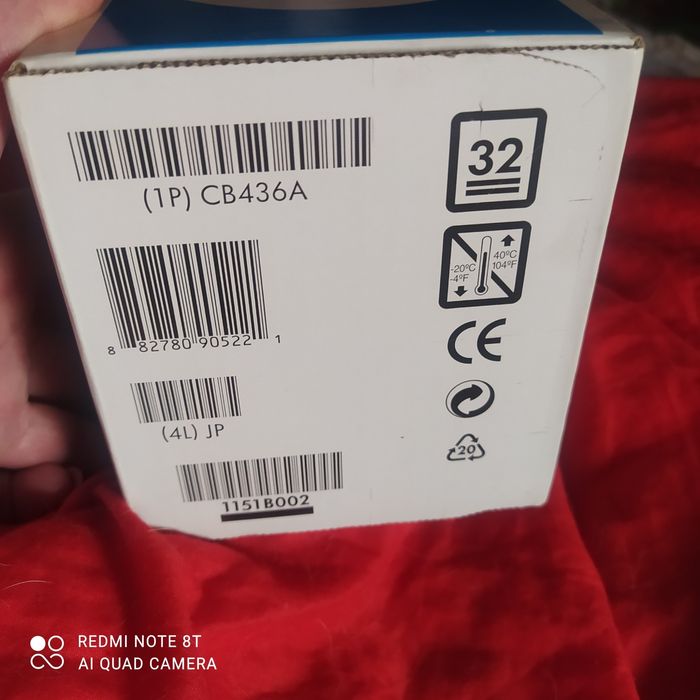 (1P) CB436A
32
-20°C
-4°F
40°C
104°F
8 82780 90522 1
CE
(4L) JP
20
1151B002
REDMI NOTE 8T
AI QUAD CAMERA